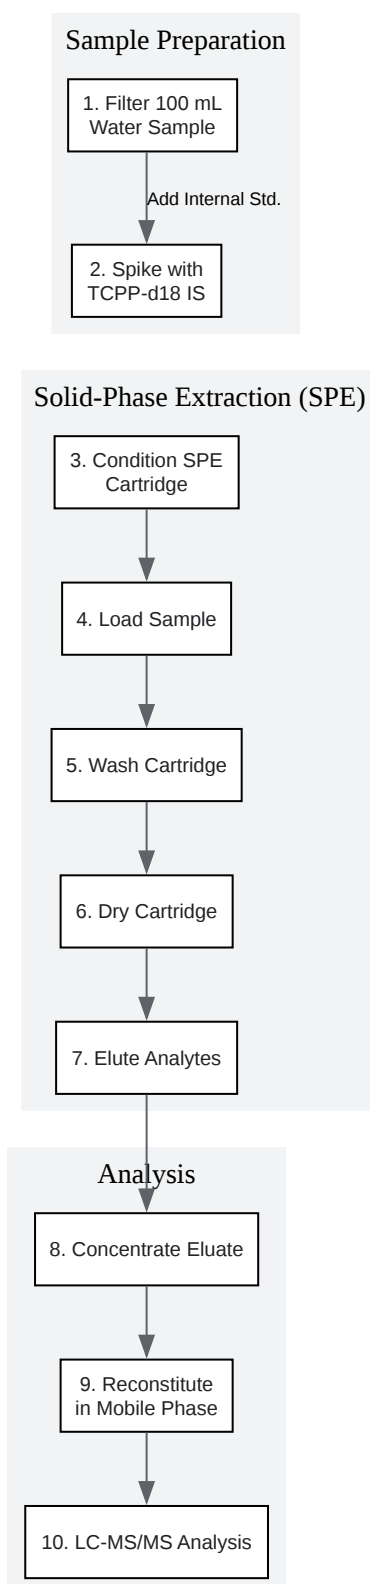 Sample Preparation
1. Filter 100 mL
Water Sample
Add Internal Std.
2. Spike with
TCPP-d18 IS
Solid-Phase Extraction (SPE)
3. Condition SPE
Cartridge
4. Load Sample
5. Wash Cartridge
6. Dry Cartridge
7. Elute Analytes
Analysis
8. Concentrate Eluate
9. Reconstitute
in Mobile Phase
10. LC-MS/MS Analysis